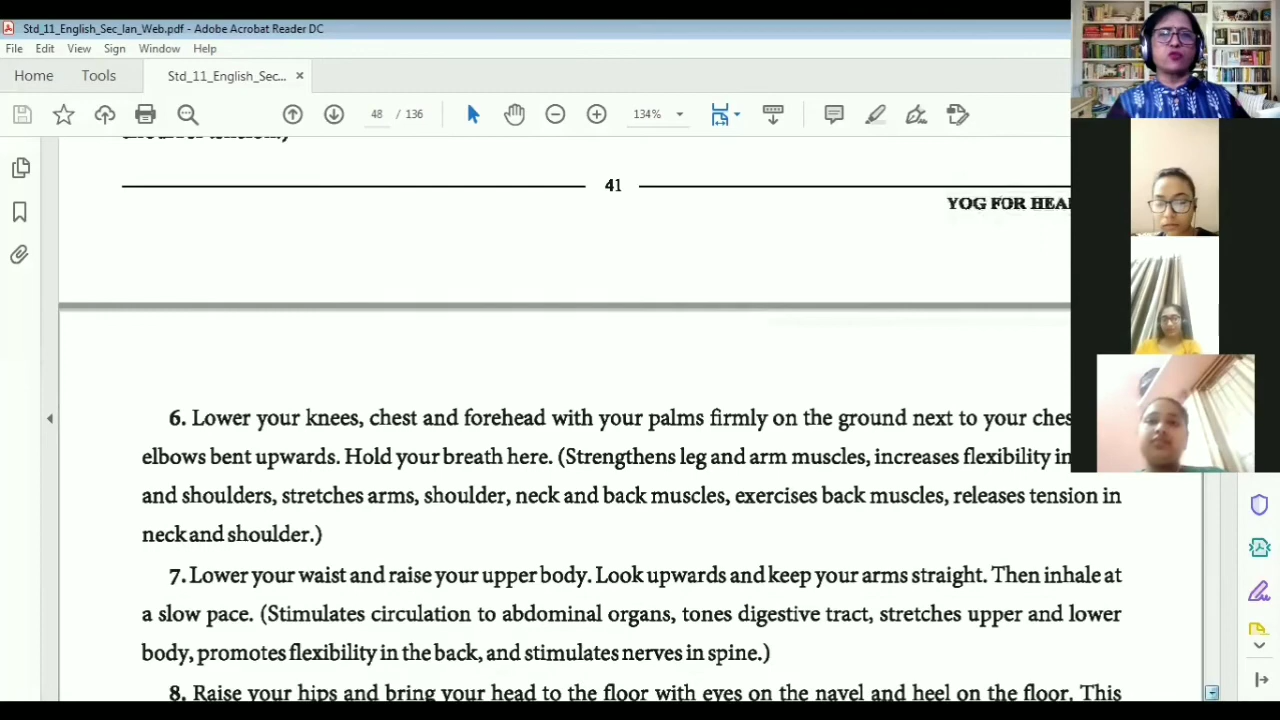 Std_11_English_Sec_lan_Web.pdf - Adobe Acrobat Reader DC
File Edit View Sign Window Help
Home Tools Std_11_English_Sec... ×
48 / 136 134%
41
YOG FOR HEA
6. Lower your knees, chest and forehead with your palms firmly on the ground next to your ches
elbows bent upwards. Hold your breath here. (Strengthens leg and arm muscles, increases flexibility in
and shoulders, stretches arms, shoulder, neck and back muscles, exercises back muscles, releases tension in
neck and shoulder.)
7. Lower your waist and raise your upper body. Look upwards and keep your arms straight. Then inhale at
a slow pace. (Stimulates circulation to abdominal organs, tones digestive tract, stretches upper and lower
body, promotes flexibility in the back, and stimulates nerves in spine.)
8. Raise your hips and bring your head to the floor with eyes on the navel and heel on the floor. This